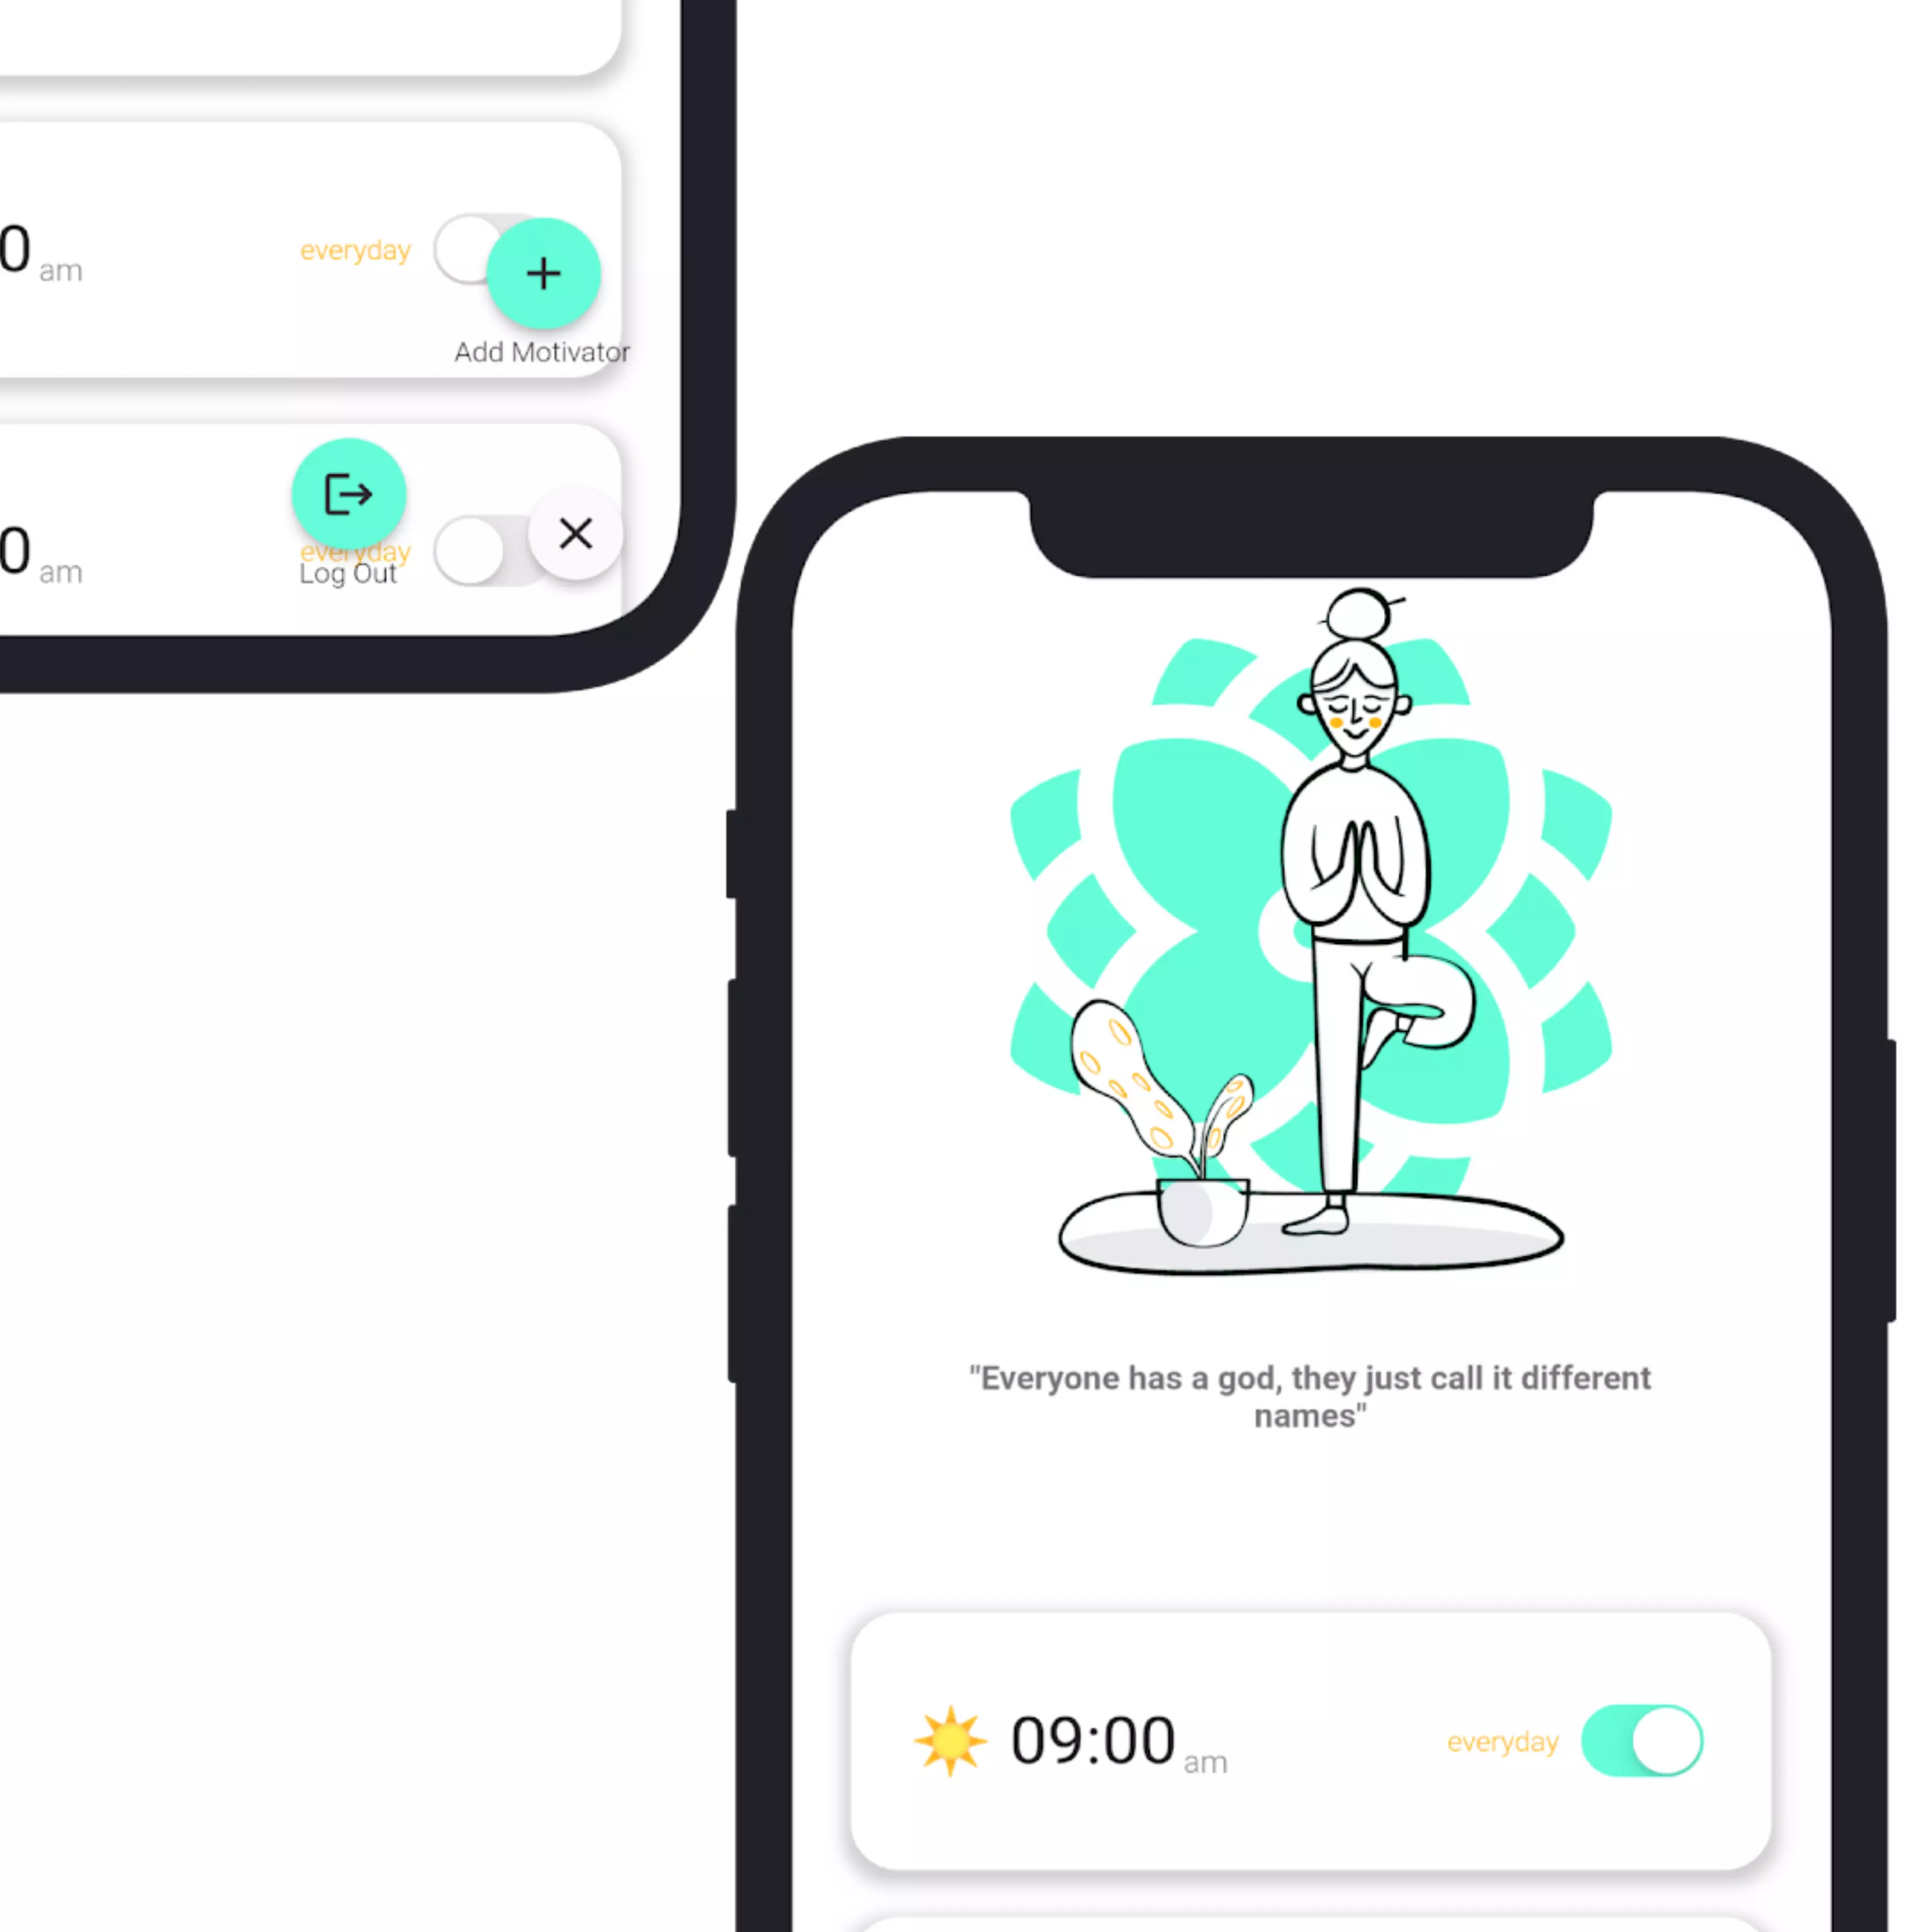 0 am everyday
Add Motivator
0 am everyday
Log Out
"Everyone has a god, they just call it different
names"
09:00 am everyday